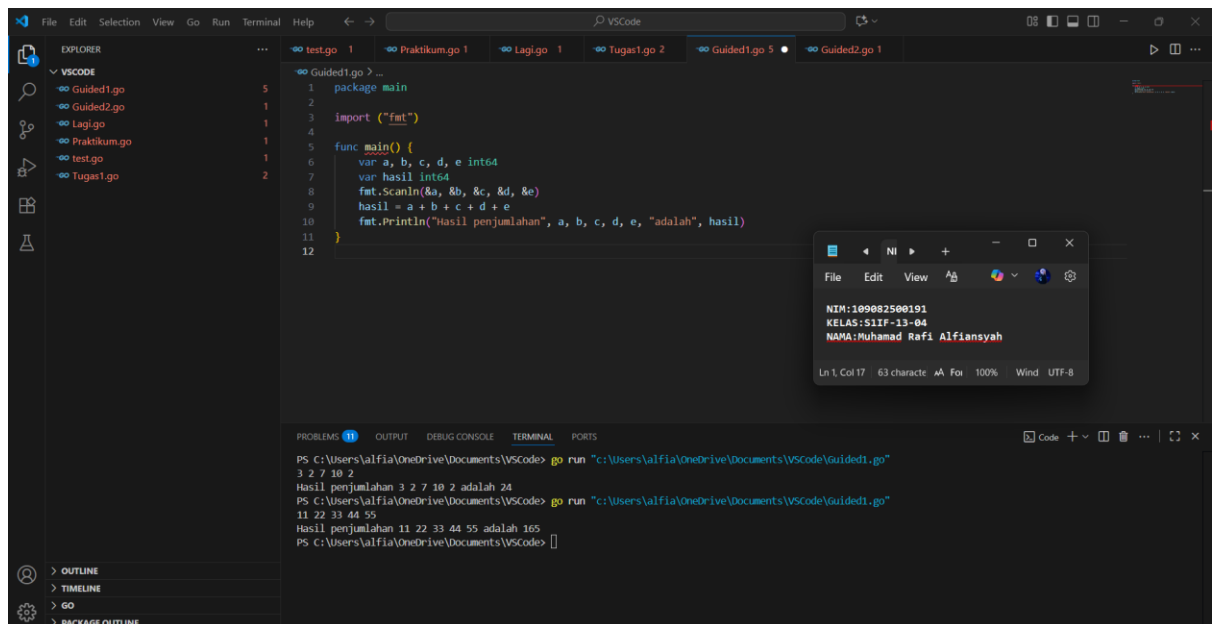 File Edit Selection View Go Run Terminal Help
VSCode
EXPLORER
VSCODE
Guided1.go 5
Guided2.go 1
Lagi.go 1
Praktikum.go 1
test.go 1
Tugas1.go 2
OUTLINE
TIMELINE
GO
PACKAGE OUTLINE
test.go 1 Praktikum.go 1 Lagi.go 1 Tugas1.go 2 Guided1.go 5 Guided2.go 1
Guided1.go > ...
1 package main
2
3 import ("fmt")
4
5 func main() {
6 var a, b, c, d, e int64
7 var hasil int64
8 fmt.Scanln(&a, &b, &c, &d, &e)
9 hasil = a + b + c + d + e
10 fmt.Println("Hasil penjumlahan", a, b, c, d, e, "adalah", hasil)
11 }
12
NI
File Edit View
NIM:109082500191
KELAS:S1IF-13-04
NAMA:Muhamad Rafi Alfiansyah
Ln 1, Col 17 63 characte For 100% Wind UTF-8
PROBLEMS 11 OUTPUT DEBUG CONSOLE TERMINAL PORTS
Code
PS C:\Users\alfia\OneDrive\Documents\VSCode> go run "c:\Users\alfia\OneDrive\Documents\VSCode\Guided1.go"
3 2 7 10 2
Hasil penjumlahan 3 2 7 10 2 adalah 24
PS C:\Users\alfia\OneDrive\Documents\VSCode> go run "c:\Users\alfia\OneDrive\Documents\VSCode\Guided1.go"
11 22 33 44 55
Hasil penjumlahan 11 22 33 44 55 adalah 165
PS C:\Users\alfia\OneDrive\Documents\VSCode>